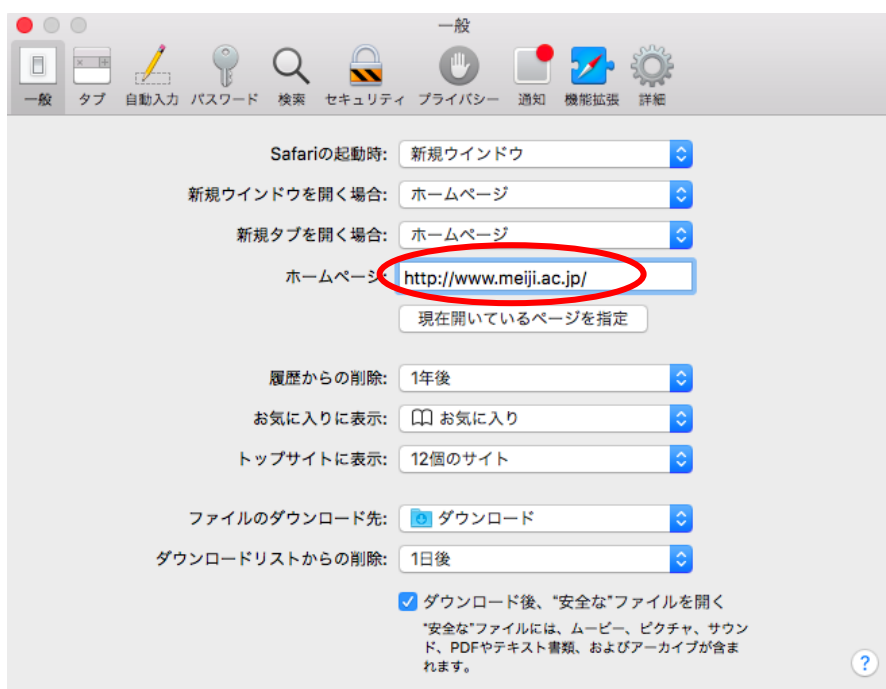 一般
一般 タブ 自動入力 パスワード 検索 セキュリティ プライバシー 通知 機能拡張 詳細
Safariの起動時: 新規ウインドウ
新規ウインドウを開く場合: ホームページ
新規タブを開く場合: ホームページ
ホームページ: http://www.meiji.ac.jp/
現在開いているページを指定
履歴からの削除: 1年後
お気に入りに表示: お気に入り
トップサイトに表示: 12個のサイト
ファイルのダウンロード先: ダウンロード
ダウンロードリストからの削除: 1日後
ダウンロード後、“安全な”ファイルを開く
“安全な”ファイルには、ムービー、ピクチャ、サウン
ド、PDFやテキスト書類、およびアーカイブが含ま
れます。
?